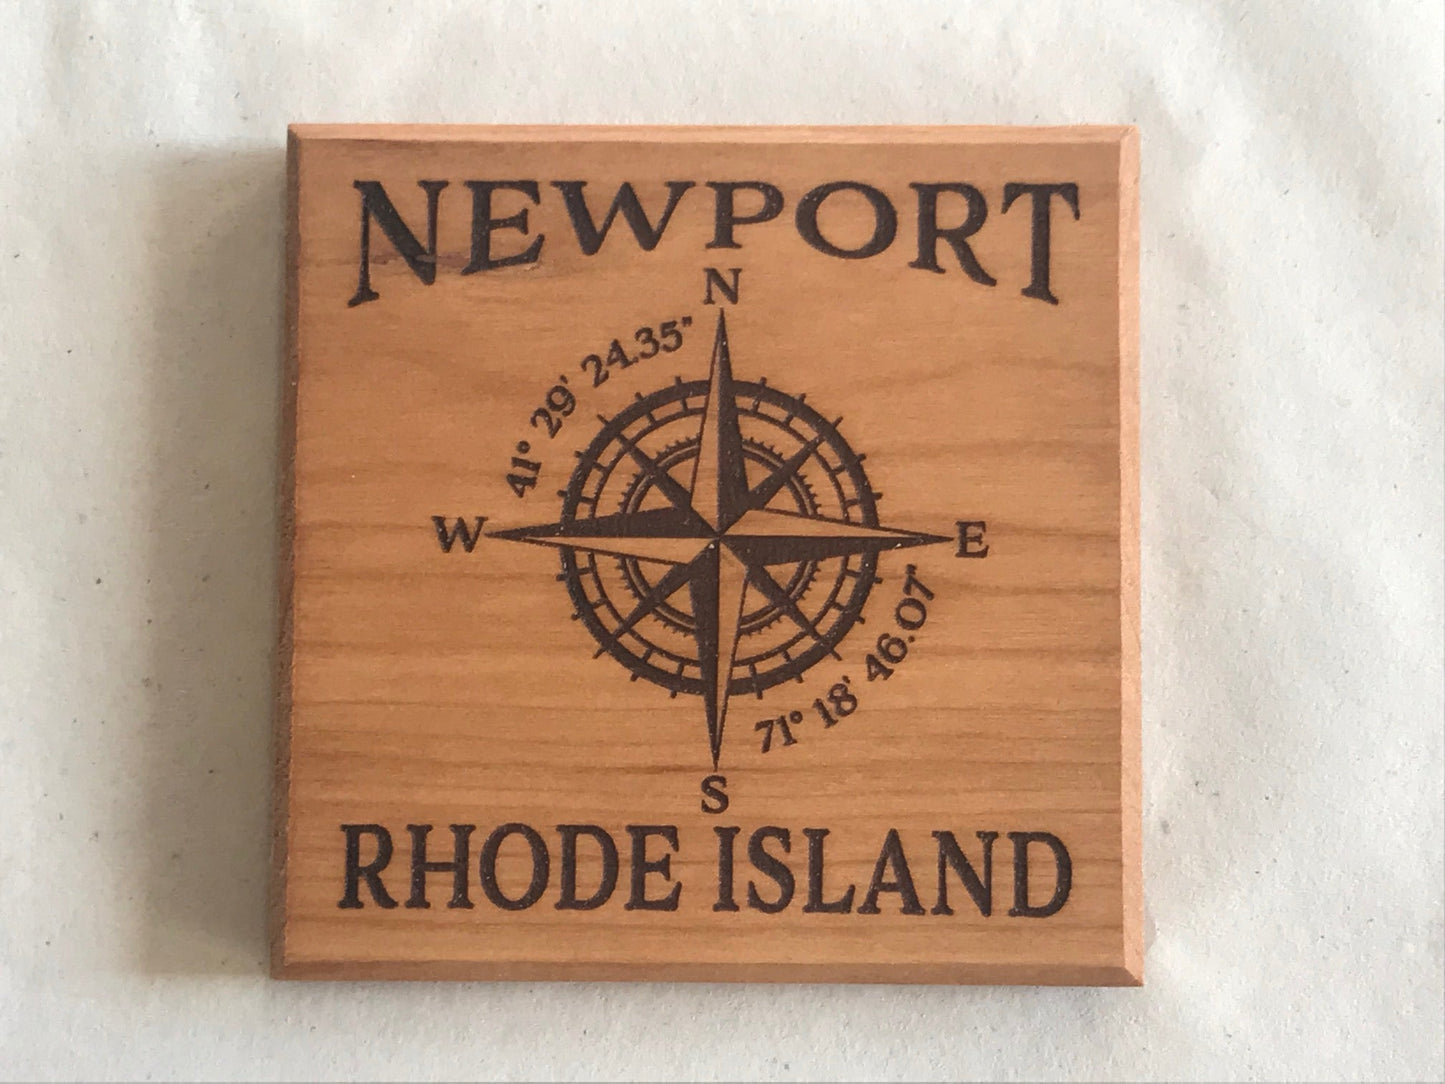 NEWPORT
N
41° 29' 24.35"
W
E
71° 18' 46.07"
S
RHODE ISLAND